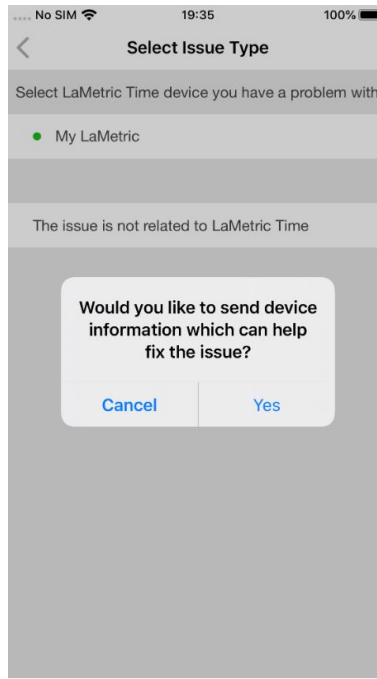 No SIM 19:35 100%
Select Issue Type
Select LaMetric Time device you have a problem with
My LaMetric
The issue is not related to LaMetric Time
Would you like to send device
information which can help
fix the issue?
Cancel Yes